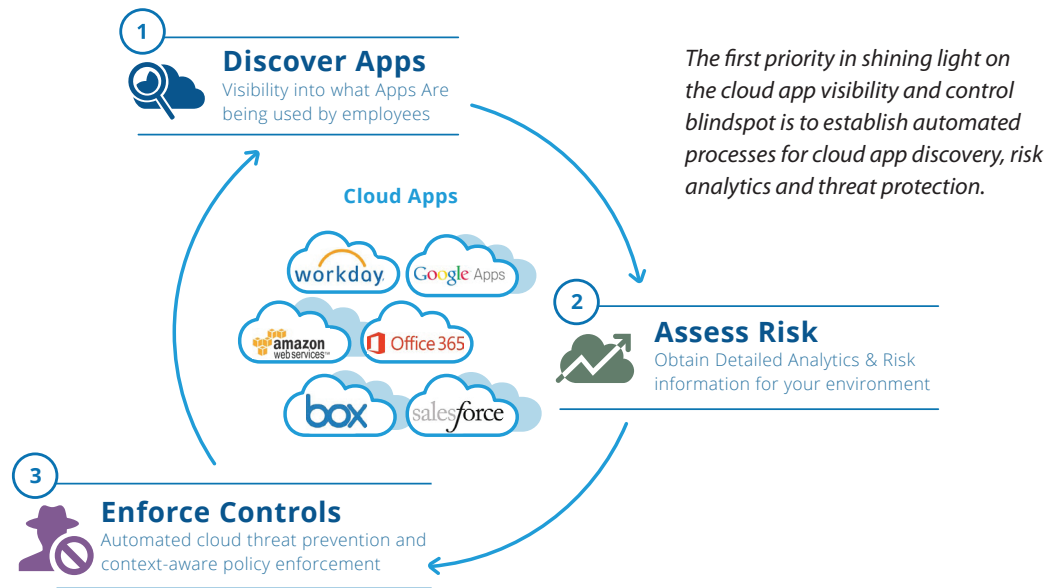 1
Discover Apps
Visibility into what Apps Are
being used by employees
The first priority in shining light on
the cloud app visibility and control
blindspot is to establish automated
processes for cloud app discovery, risk
analytics and threat protection.
Cloud Apps
workday.
Google Apps
amazon
web services™
Office 365
box
salesforce
2
Assess Risk
Obtain Detailed Analytics & Risk
information for your environment
3
Enforce Controls
Automated cloud threat prevention and
context-aware policy enforcement